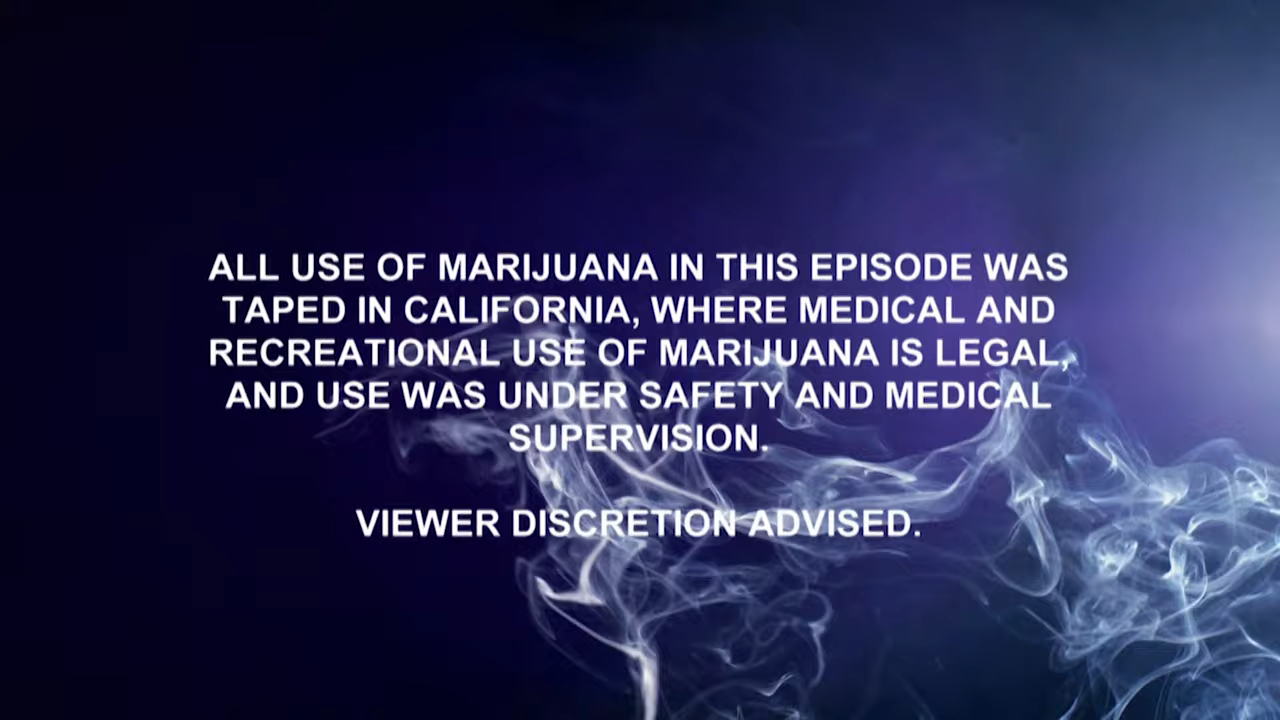 ALL USE OF MARIJUANA IN THIS EPISODE WAS
TAPED IN CALIFORNIA, WHERE MEDICAL AND
RECREATIONAL USE OF MARIJUANA IS LEGAL,
AND USE WAS UNDER SAFETY AND MEDICAL
SUPERVISION.
VIEWER DISCRETION ADVISED.